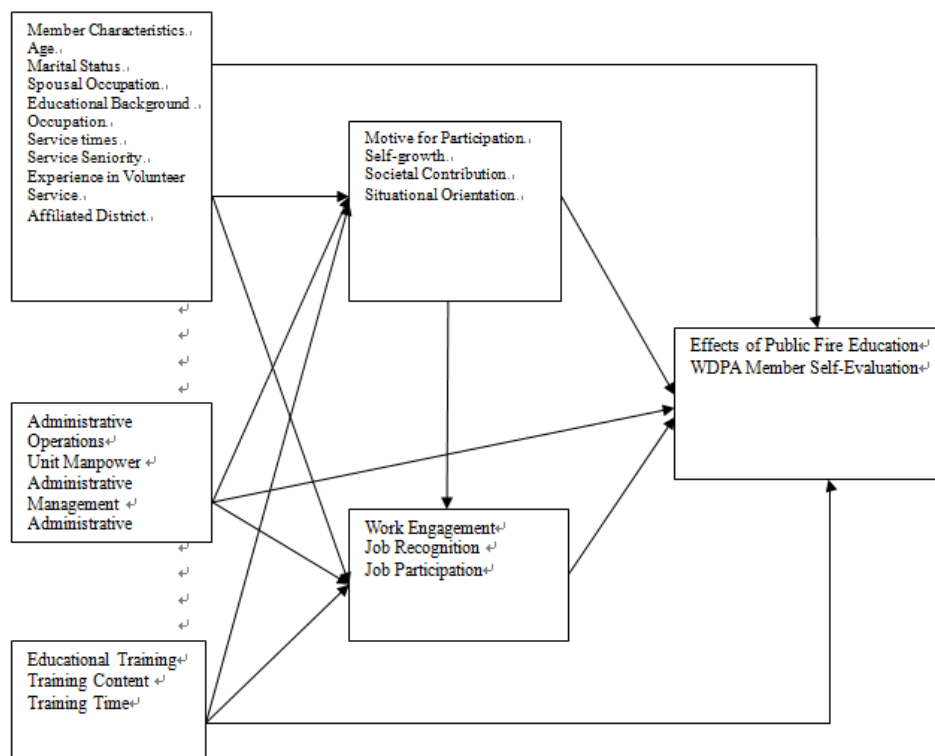 Member Characteristics.
Age.
Marital Status.
Spousal Occupation.
Educational Background.
Occupation.
Service times.
Service Seniority.
Experience in Volunteer
Service.
Affiliated District.
Motive for Participation.
Self-growth.
Societal Contribution.
Situational Orientation.
Effects of Public Fire Education
WDPA Member Self-Evaluation
Administrative
Operations
Unit Manpower
Administrative
Management
Administrative
Work Engagement
Job Recognition
Job Participation
Educational Training
Training Content
Training Time